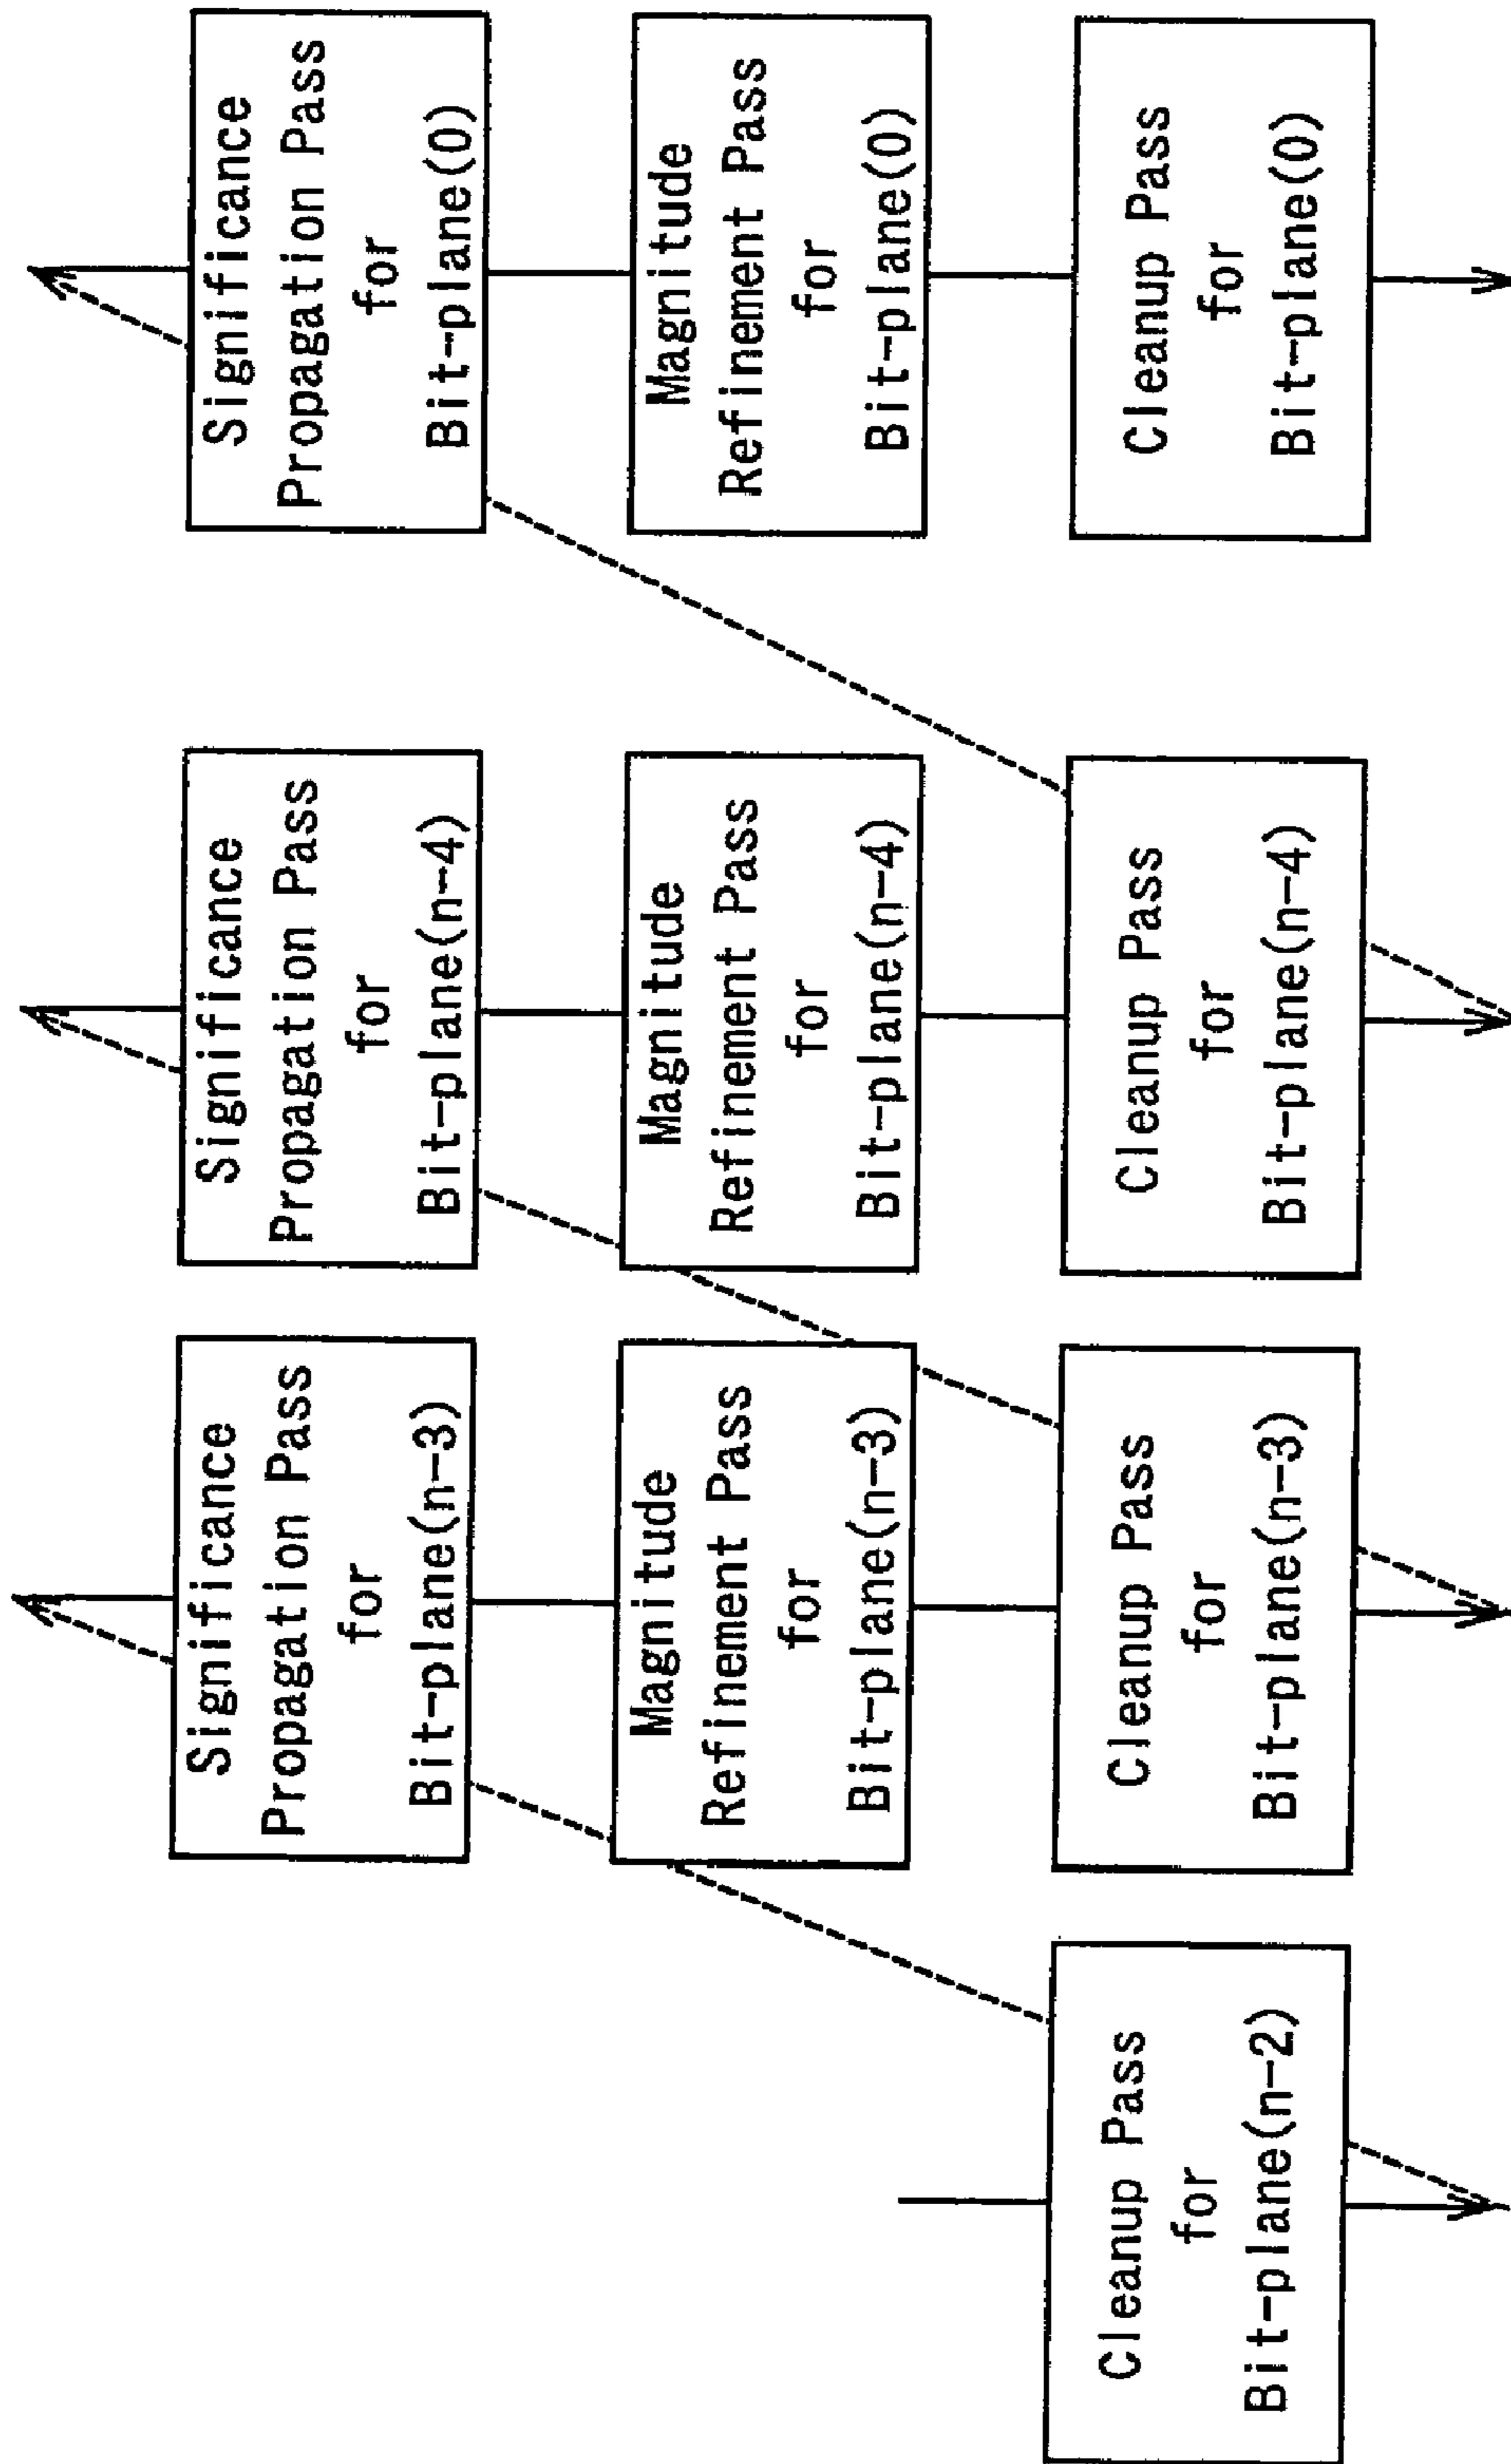 Cleanup Pass
for
Bit-plane(n-2)
Significance
Propagation Pass
for
Bit-plane(n-3)
Magnitude
Refinement Pass
for
Bit-plane(n-3)
Cleanup Pass
for
Bit-plane(n-3)
Significance
Propagation Pass
for
Bit-plane(n-4)
Magnitude
Refinement Pass
for
Bit-plane(n-4)
Cleanup Pass
for
Bit-plane(n-4)
Significance
Propagation Pass
for
Bit-plane(0)
Magnitude
Refinement Pass
for
Bit-plane(0)
Cleanup Pass
for
Bit-plane(0)